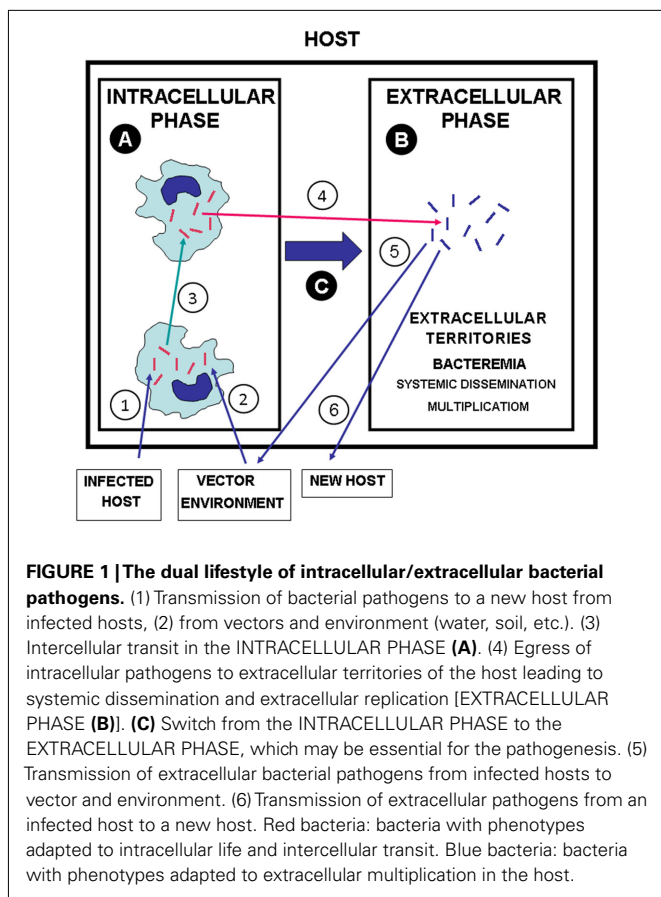 HOST
INTRACELLULAR
PHASE
A
EXTRACELLULAR
PHASE
B
4
5
C
3
EXTRACELLULAR
TERRITORIES
BACTEREMIA
SYSTEMIC DISSEMINATION
MULTIPLICATIOM
1
2
6
INFECTED
HOST
VECTOR
ENVIRONMENT
NEW HOST
FIGURE 1 | The dual lifestyle of intracellular/extracellular bacterial
pathogens. (1) Transmission of bacterial pathogens to a new host from
infected hosts, (2) from vectors and environment (water, soil, etc.). (3)
Intercellular transit in the INTRACELLULAR PHASE (A). (4) Egress of
intracellular pathogens to extracellular territories of the host leading to
systemic dissemination and extracellular replication [EXTRACELLULAR
PHASE (B)]. (C) Switch from the INTRACELLULAR PHASE to the
EXTRACELLULAR PHASE, which may be essential for the pathogenesis. (5)
Transmission of extracellular bacterial pathogens from infected hosts to
vector and environment. (6) Transmission of extracellular pathogens from an
infected host to a new host. Red bacteria: bacteria with phenotypes
adapted to intracellular life and intercellular transit. Blue bacteria: bacteria
with phenotypes adapted to extracellular multiplication in the host.